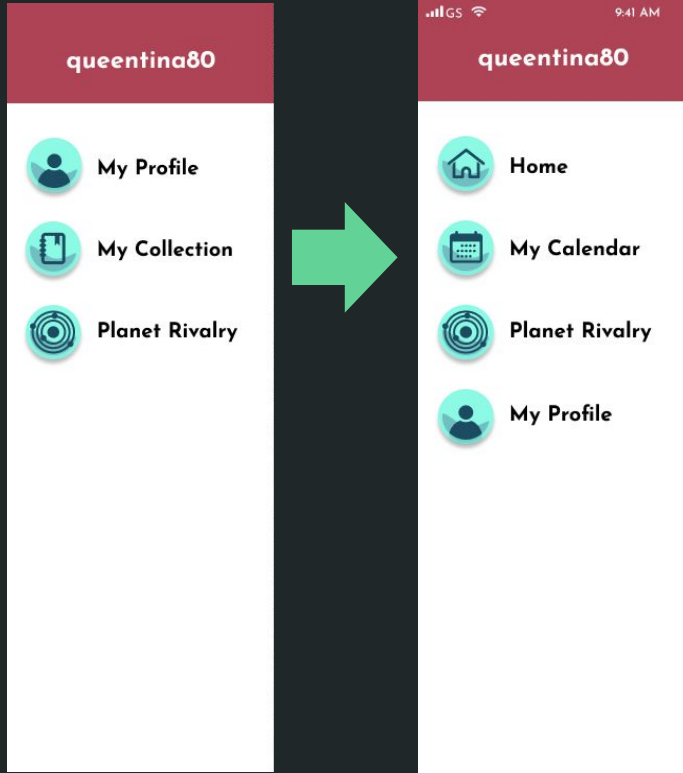 queentina80
My Profile
My Collection
Planet Rivalry
GS
9:41 AM
queentina80
Home
My Calendar
Planet Rivalry
My Profile